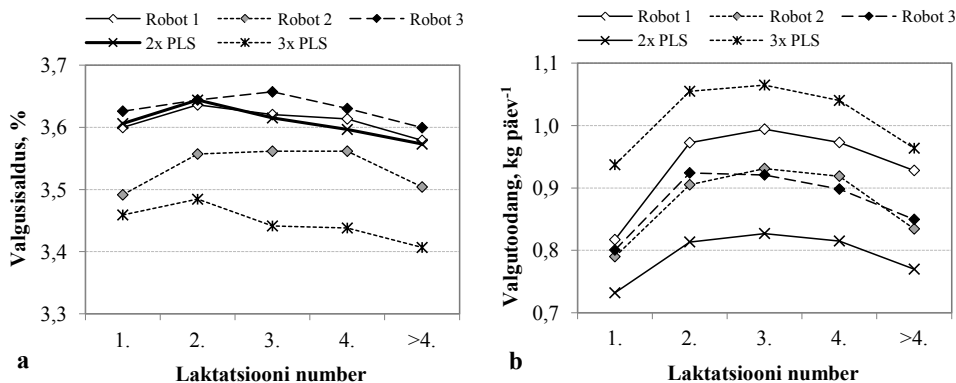 Robot 1 Robot 2 Robot 3
2x PLS 3x PLS
Valgusisaldus, %
3,7
3,6
3,5
3,4
3,3
1. 2. 3. 4. >4.
a
Laktatsiooni number
Robot 1 Robot 2 Robot 3
2x PLS 3x PLS
Valgutoodang, kg päev⁻¹
1,1
1,0
0,9
0,8
0,7
1. 2. 3. 4. >4.
b
Laktatsiooni number